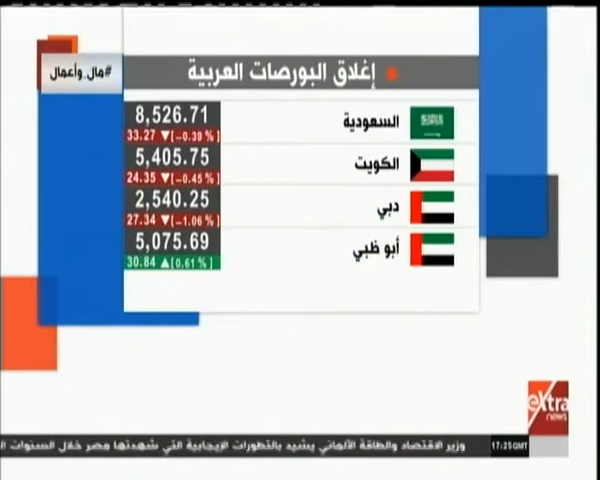 #مال_وأعمال
إغلاق البورصات العربية
السعودية 8,526.71
33.27 ▼[−0.39 %]
الكويت 5,405.75
24.35 ▼[−0.45 %]
دبي 2,540.25
27.34 ▼[−1.06 %]
أبو ظبي 5,075.69
30.84 ▲[0.61 %]
eXtra
news
17:25GMT وزير الاقتصاد والطاقة الألماني يشيد بالتطورات الإيجابية التي شهدتها مصر خلال السنوات ال